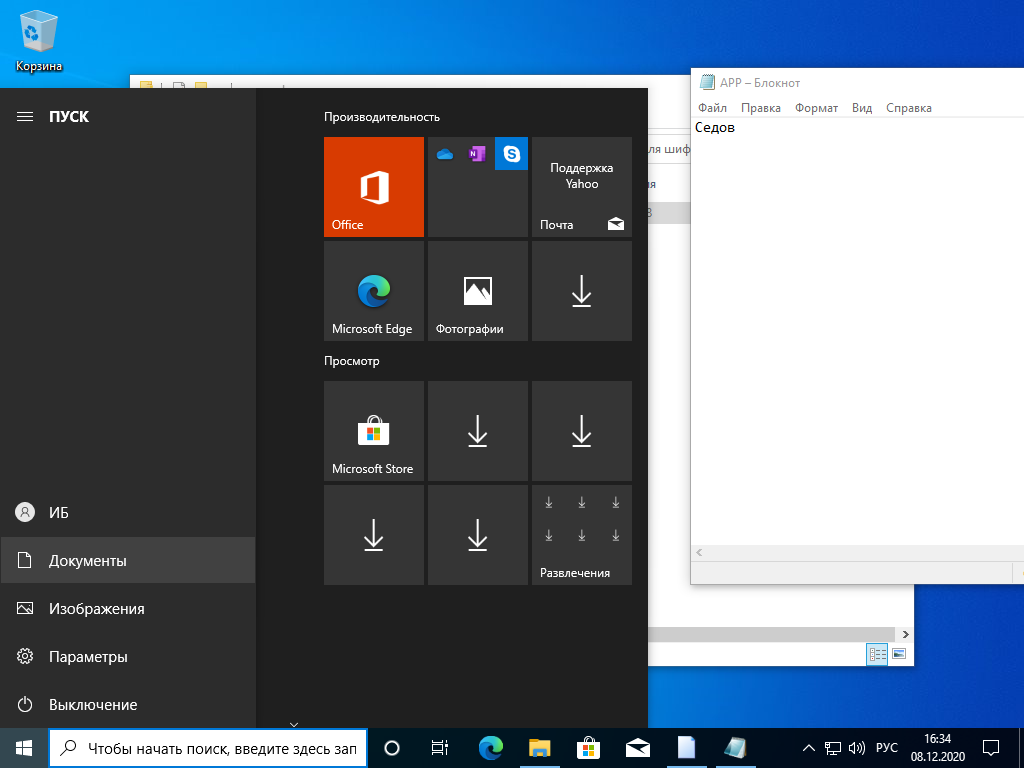 Корзина
ПУСК
Производительность
Office
Поддержка
Yahoo
Почта
Microsoft Edge
Фотографии
Просмотр
Microsoft Store
Развлечения
ИБ
Документы
Изображения
Параметры
Выключение
APP – Блокнот
Файл Правка Формат Вид Справка
Седов
Чтобы начать поиск, введите здесь зап
РУС
16:34
08.12.2020